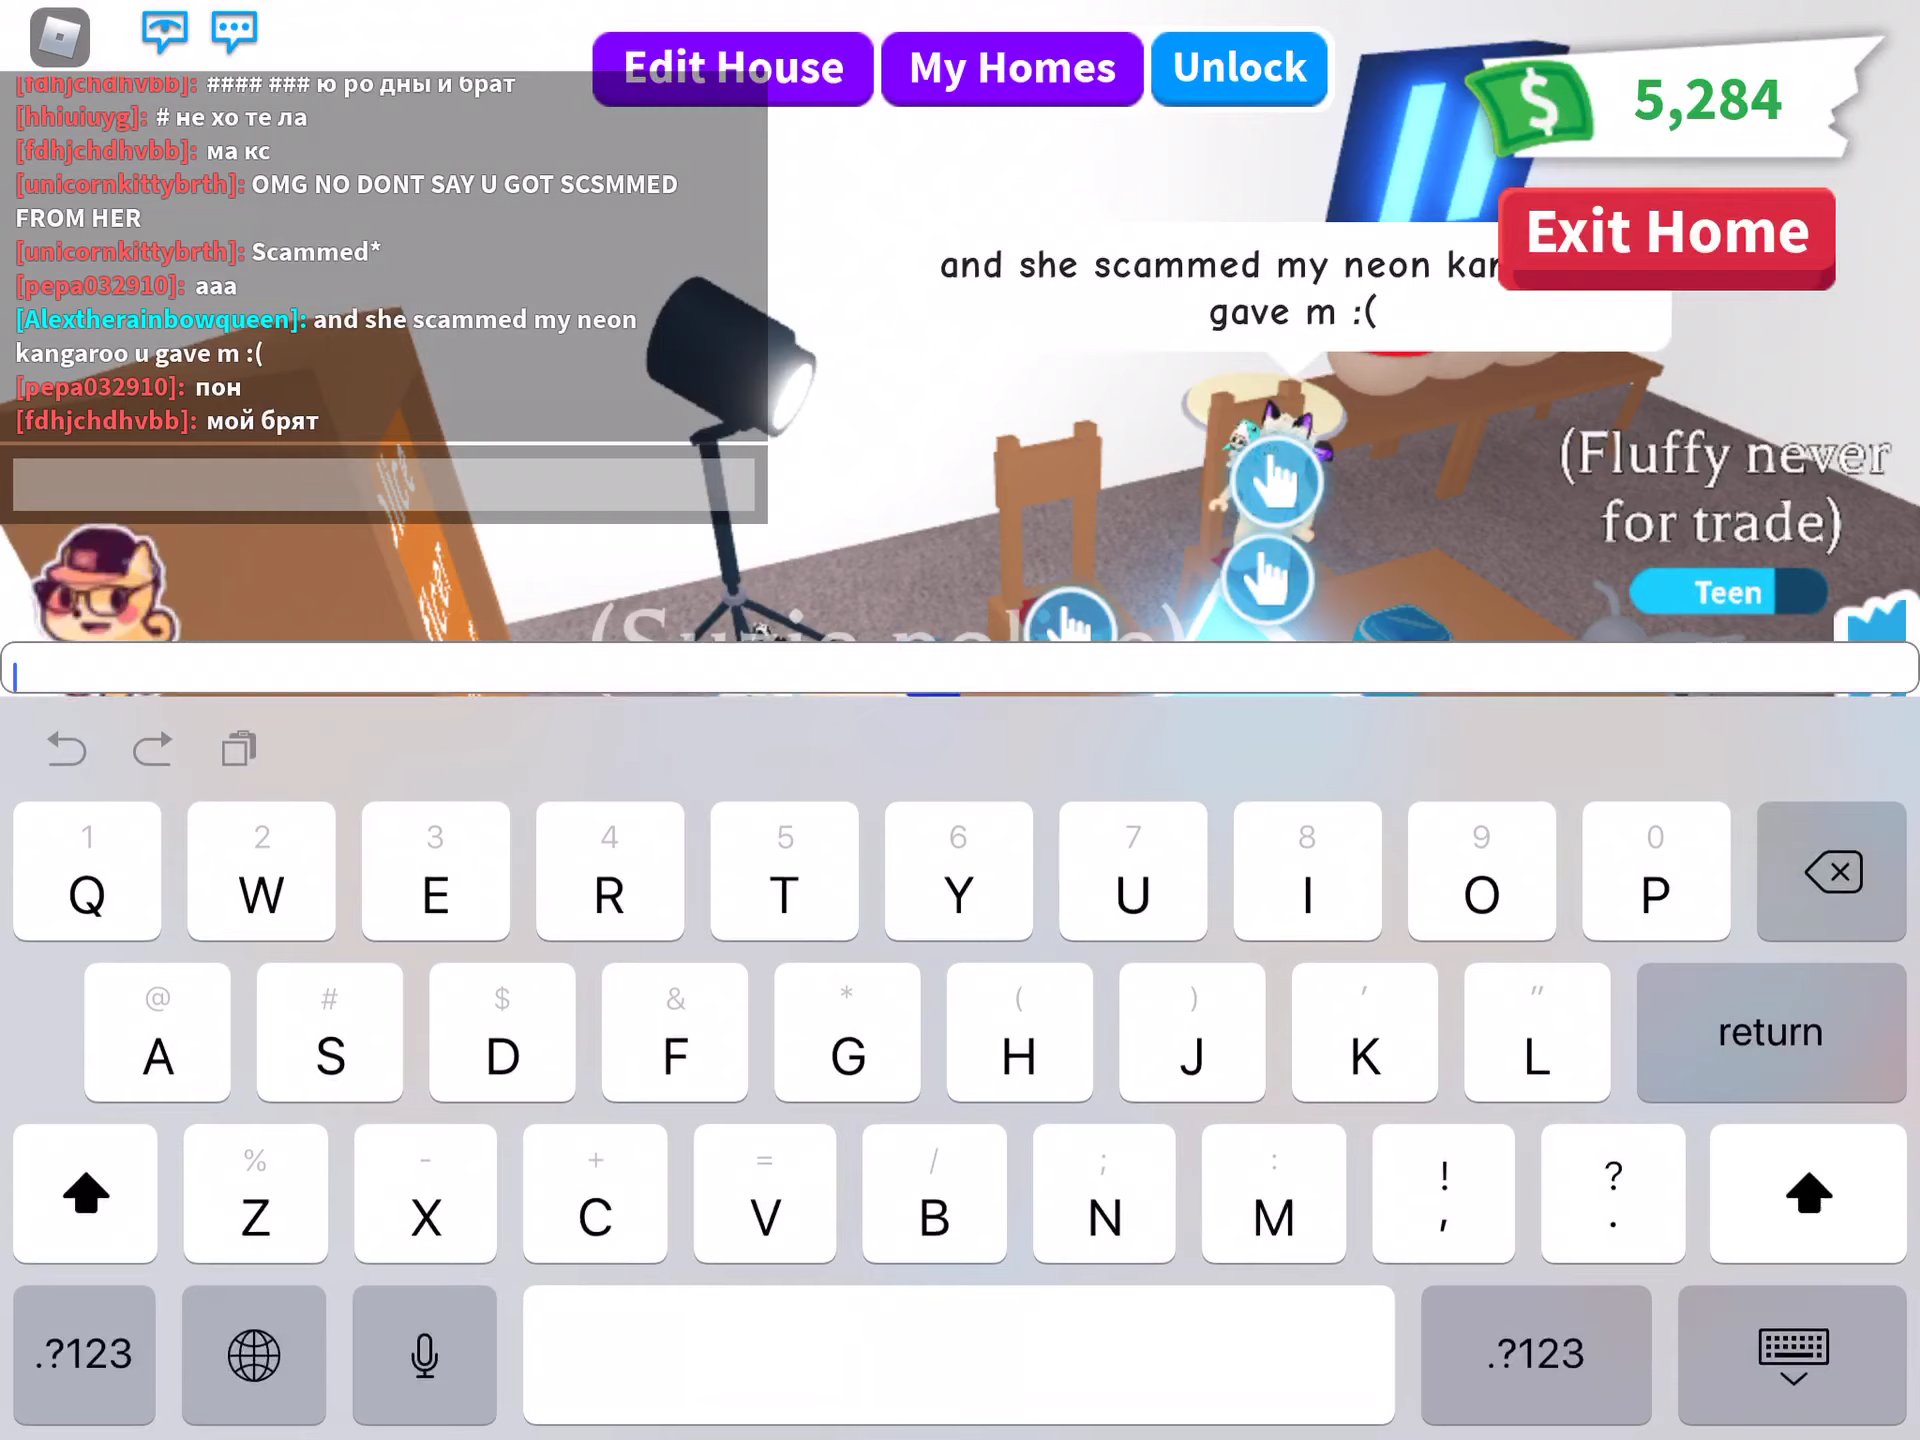 Edit House
My Homes
Unlock
5,284
Exit Home
[fdhjchdhvbb]: #### ### ю ро дны и брат
[hhiuiuyg]: # не хо те ла
[fdhjchdhvbb]: ма кс
[unicornkittybrth]: OMG NO DONT SAY U GOT SCSMMED
FROM HER
[unicornkittybrth]: Scammed*
[pepa032910]: ааа
[Alextherainbowqueen]: and she scammed my neon
kangaroo u gave m :(
[pepa032910]: пон
[fdhjchdhvbb]: мой брят
and she scammed my neon kan
gave m :(
(Fluffy never
for trade)
Teen
1 2 3 4 5 6 7 8 9 0
Q W E R T Y U I O P
@ # $ & * ( ) ' "
A S D F G H J K L return
% - + = / ; : ! ?
Z X C V B N M , .
.?123 .?123